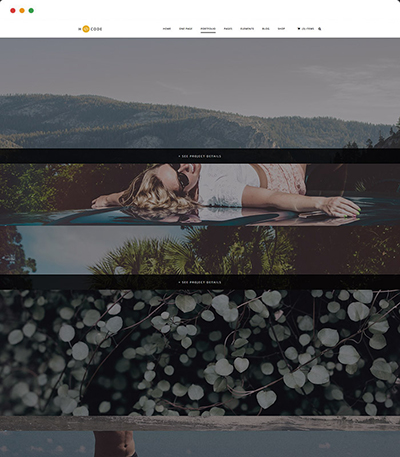 CODE
HOME ONE PAGE PORTFOLIO PAGES ELEMENTS BLOG SHOP
+ SEE PROJECT DETAILS
+ SEE PROJECT DETAILS